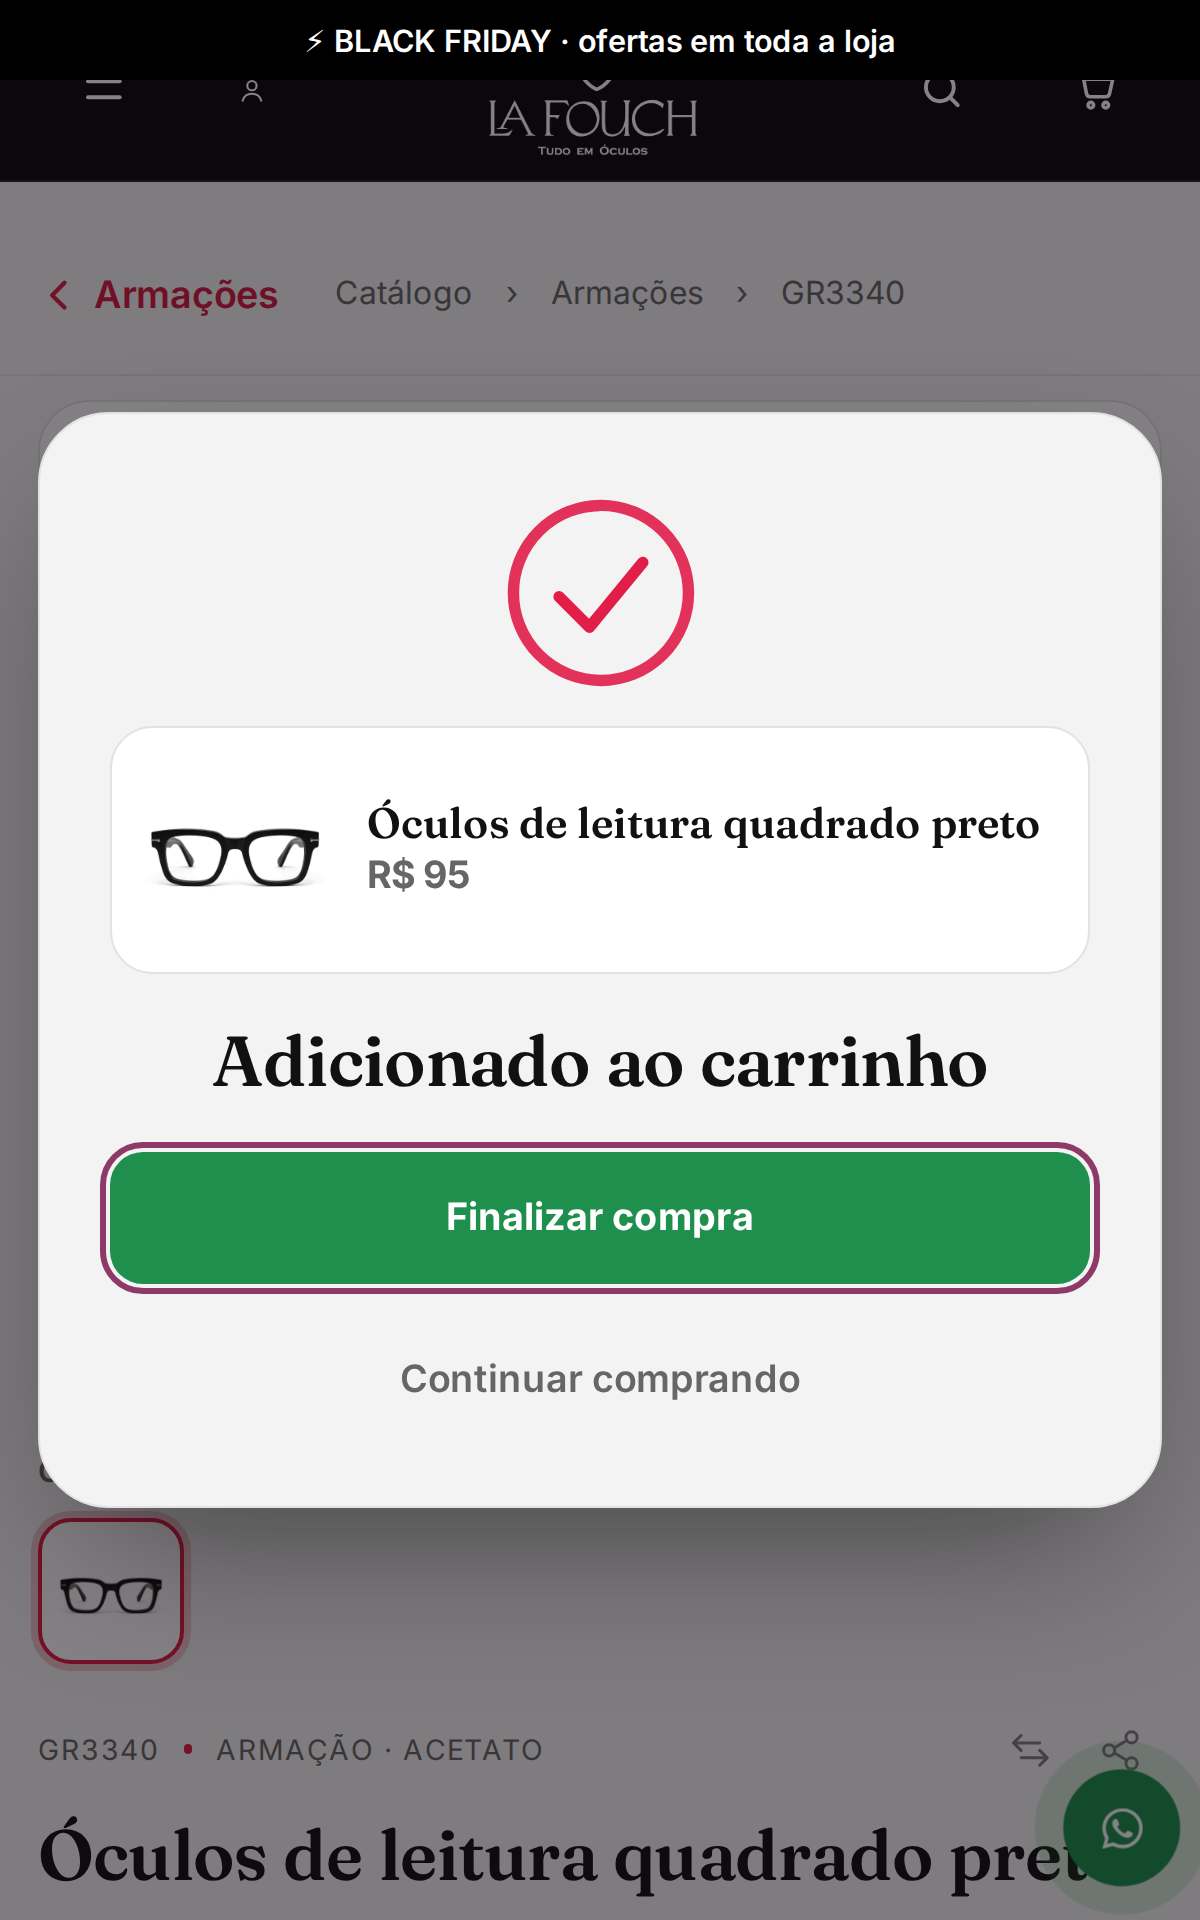 ⚡ BLACK FRIDAY · ofertas em toda a loja
LA FOUCH
TUDO EM ÓCULOS
Armações
Catálogo › Armações › GR3340
Óculos de leitura quadrado preto
R$ 95
Adicionado ao carrinho
Finalizar compra
Continuar comprando
GR3340 • ARMAÇÃO · ACETATO
Óculos de leitura quadrado